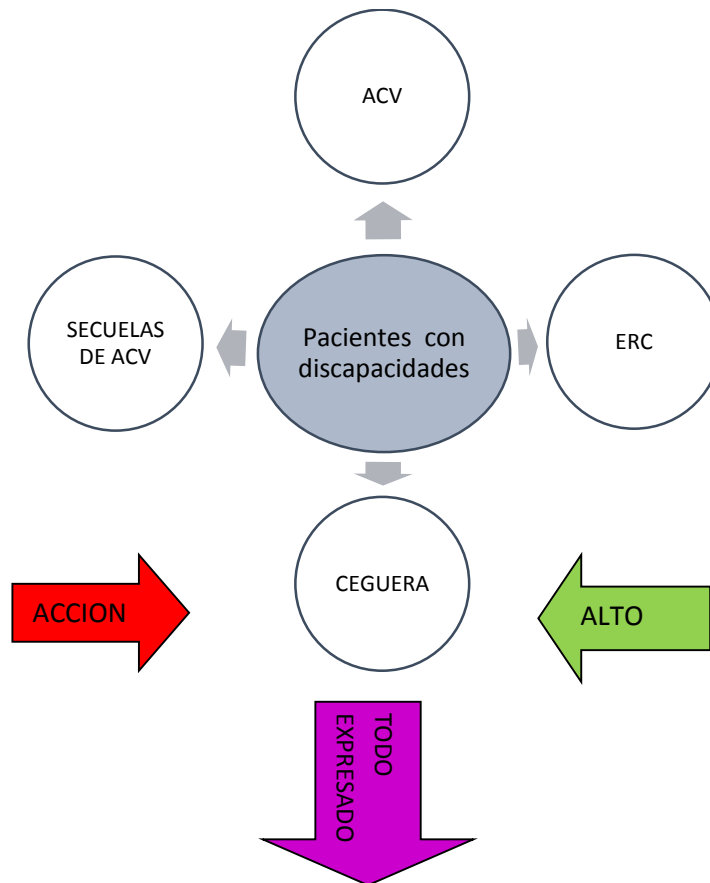 ACV
SECUELAS
DE ACV
Pacientes con
discapacidades
ERC
CEGUERA
ACCION
ALTO
TODO
EXPRESADO